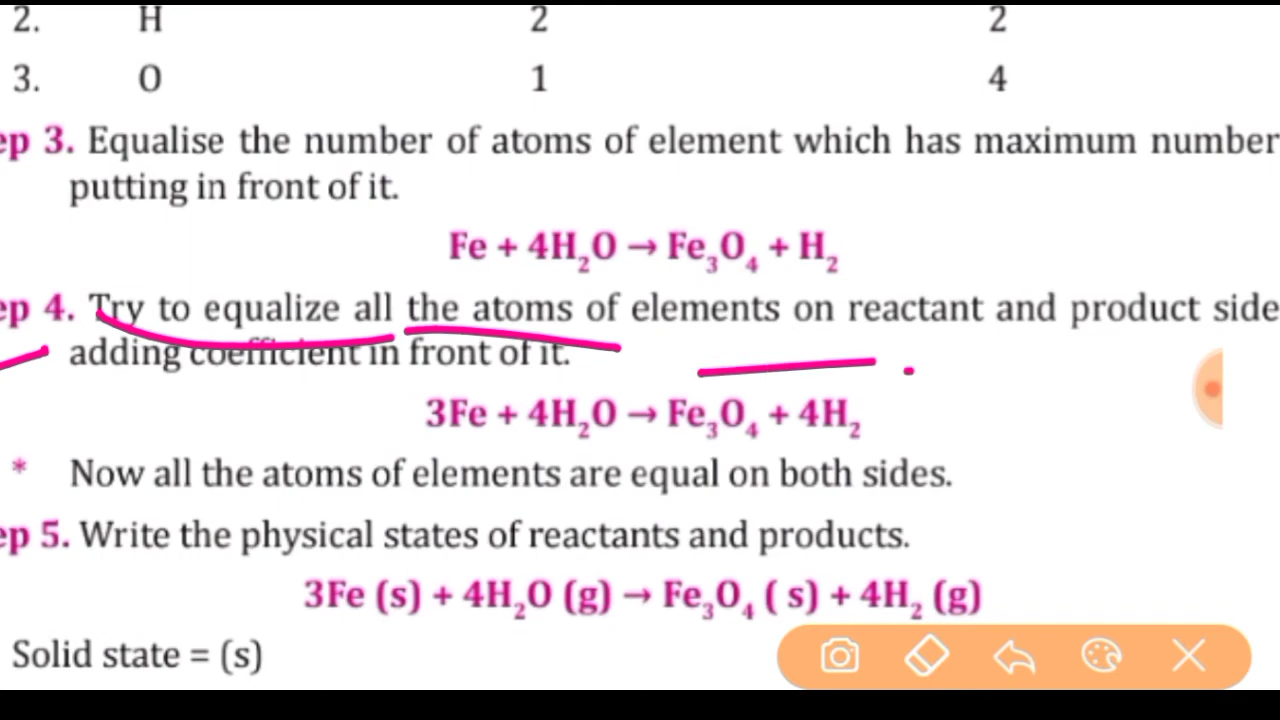 2. H 2 2
3. O 1 4
ep 3. Equalise the number of atoms of element which has maximum number
putting in front of it.
Fe + 4H₂O → Fe₃O₄ + H₂
ep 4. Try to equalize all the atoms of elements on reactant and product side
adding coefficient in front of it.
3Fe + 4H₂O → Fe₃O₄ + 4H₂
* Now all the atoms of elements are equal on both sides.
ep 5. Write the physical states of reactants and products.
3Fe (s) + 4H₂O (g) → Fe₃O₄ ( s) + 4H₂ (g)
Solid state = (s)